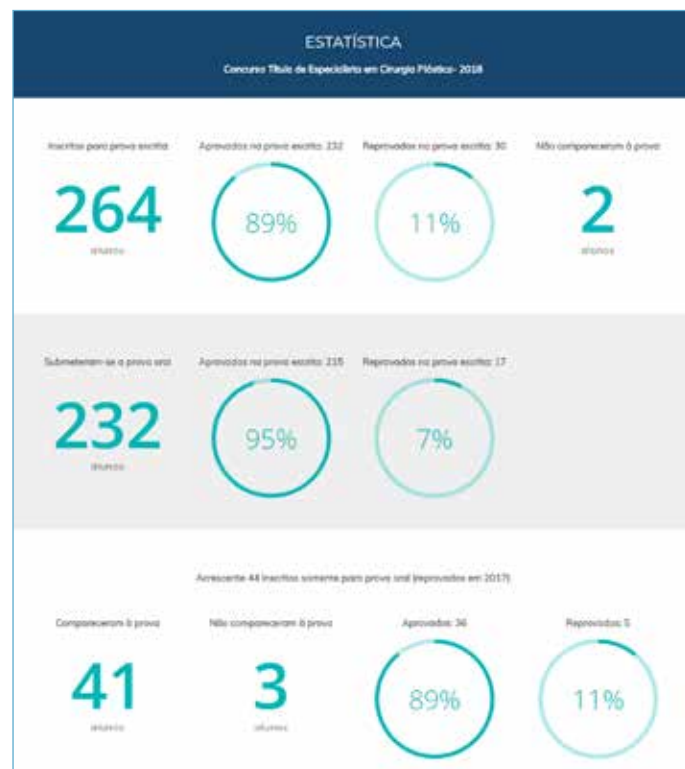 ESTATÍSTICA
Concurso Título de Especialista em Cirurgia Plástica- 2018
Inscritos para prova escrita:
264
alunos
Aprovados na prova escrita: 232
89%
Reprovados na prova escrita: 30
11%
Não compareceram à prova
2
alunos
Submeteram-se a prova oral
232
alunos
Aprovados na prova escrita: 215
95%
Reprovados na prova escrita: 17
7%
Acrescente 44 inscritos somente para prova oral (reprovados em 2017)
Compareceram à prova
41
alunos
Não compareceram à prova
3
alunos
Aprovados: 36
89%
Reprovados: 5
11%